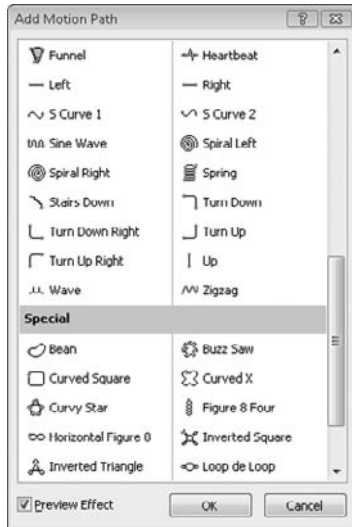 Add Motion Path
Funnel Heartbeat
Left Right
S Curve 1 S Curve 2
Sine Wave Spiral Left
Spiral Right Spring
Stairs Down Turn Down
Turn Down Right Turn Up
Turn Up Right Up
Wave Zigzag
Special
Bean Buzz Saw
Curved Square Curved X
Curvy Star Figure 8 Four
Horizontal Figure 8 Inverted Square
Inverted Triangle Loop de Loop
Preview Effect OK Cancel